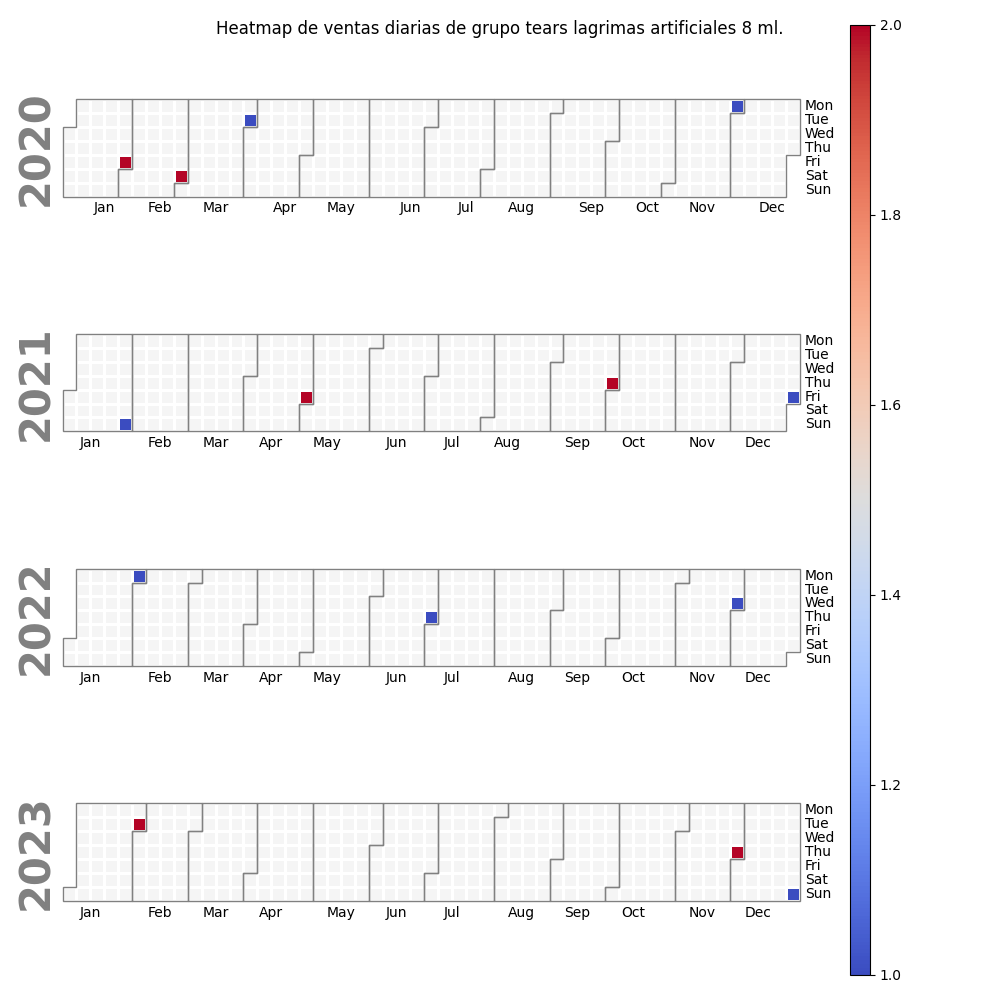 Heatmap de ventas diarias de grupo tears lagrimas artificiales 8 ml.
2020
Mon
Tue
Wed
Thu
Fri
Sat
Sun
Jan Feb Mar Apr May Jun Jul Aug Sep Oct Nov Dec
2021
Mon
Tue
Wed
Thu
Fri
Sat
Sun
Jan Feb Mar Apr May Jun Jul Aug Sep Oct Nov Dec
2022
Mon
Tue
Wed
Thu
Fri
Sat
Sun
Jan Feb Mar Apr May Jun Jul Aug Sep Oct Nov Dec
2023
Mon
Tue
Wed
Thu
Fri
Sat
Sun
Jan Feb Mar Apr May Jun Jul Aug Sep Oct Nov Dec
2.0
1.8
1.6
1.4
1.2
1.0